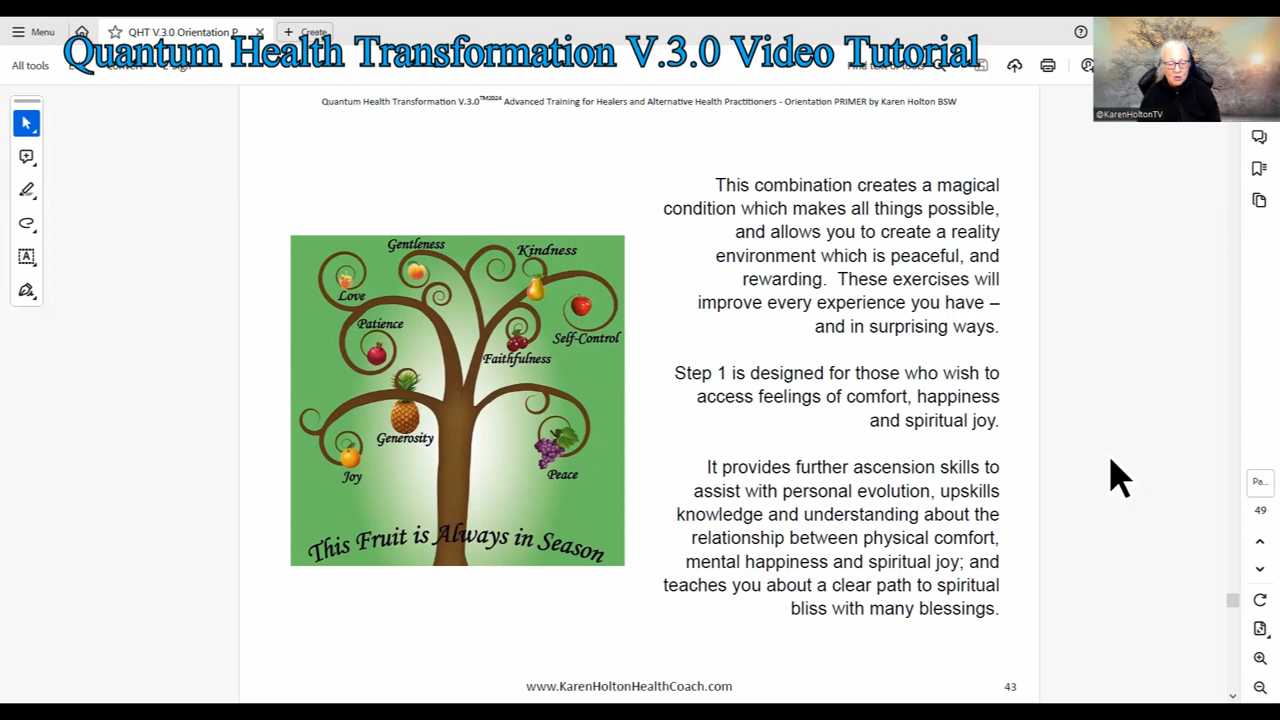 Menu
QHT V.3.0 Orientation P
Create
Quantum Health Transformation V.3.0 Video Tutorial
All tools
@KarenHoltonTV
Quantum Health Transformation V.3.0™2024 Advanced Training for Healers and Alternative Health Practitioners - Orientation PRIMER by Karen Holton BSW
Gentleness
Kindness
Love
Patience
Self-Control
Faithfulness
Generosity
Joy
Peace
This Fruit is Always in Season
This combination creates a magical
condition which makes all things possible,
and allows you to create a reality
environment which is peaceful, and
rewarding. These exercises will
improve every experience you have –
and in surprising ways.
Step 1 is designed for those who wish to
access feelings of comfort, happiness
and spiritual joy.
It provides further ascension skills to
assist with personal evolution, upskills
knowledge and understanding about the
relationship between physical comfort,
mental happiness and spiritual joy; and
teaches you about a clear path to spiritual
bliss with many blessings.
Pa...
49
www.KarenHoltonHealthCoach.com
43